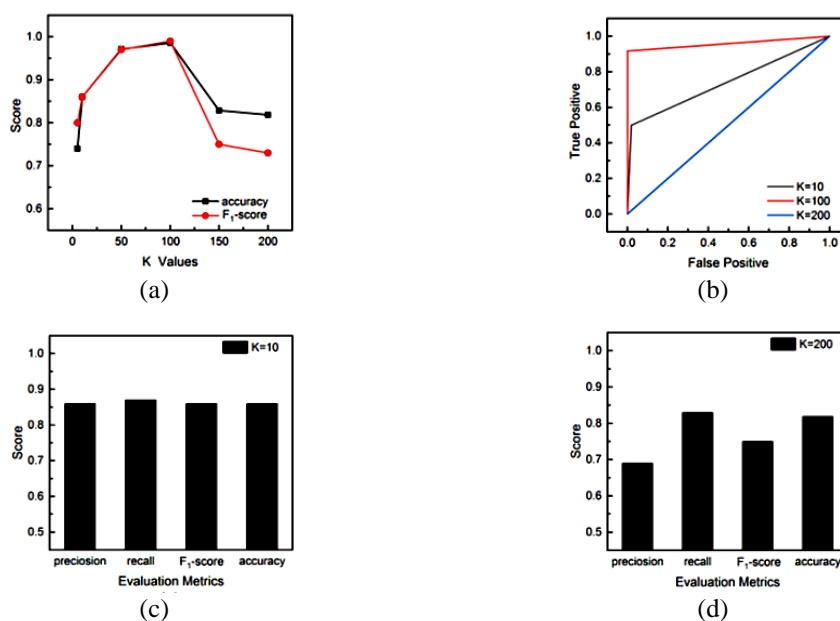 1.0
0.9
0.8
0.7
0.6
Score
accuracy
F₁-score
0 50 100 150 200
K Values
(a)
1.0
0.8
0.6
0.4
0.2
0.0
True Positive
K=10
K=100
K=200
0.0 0.2 0.4 0.6 0.8 1.0
False Positive
(b)
1.0
0.9
0.8
0.7
0.6
0.5
Score
K=10
preciosion recall F₁-score accuracy
Evaluation Metrics
(c)
1.0
0.9
0.8
0.7
0.6
0.5
Score
K=200
preciosion recall F₁-score accuracy
Evaluation Metrics
(d)